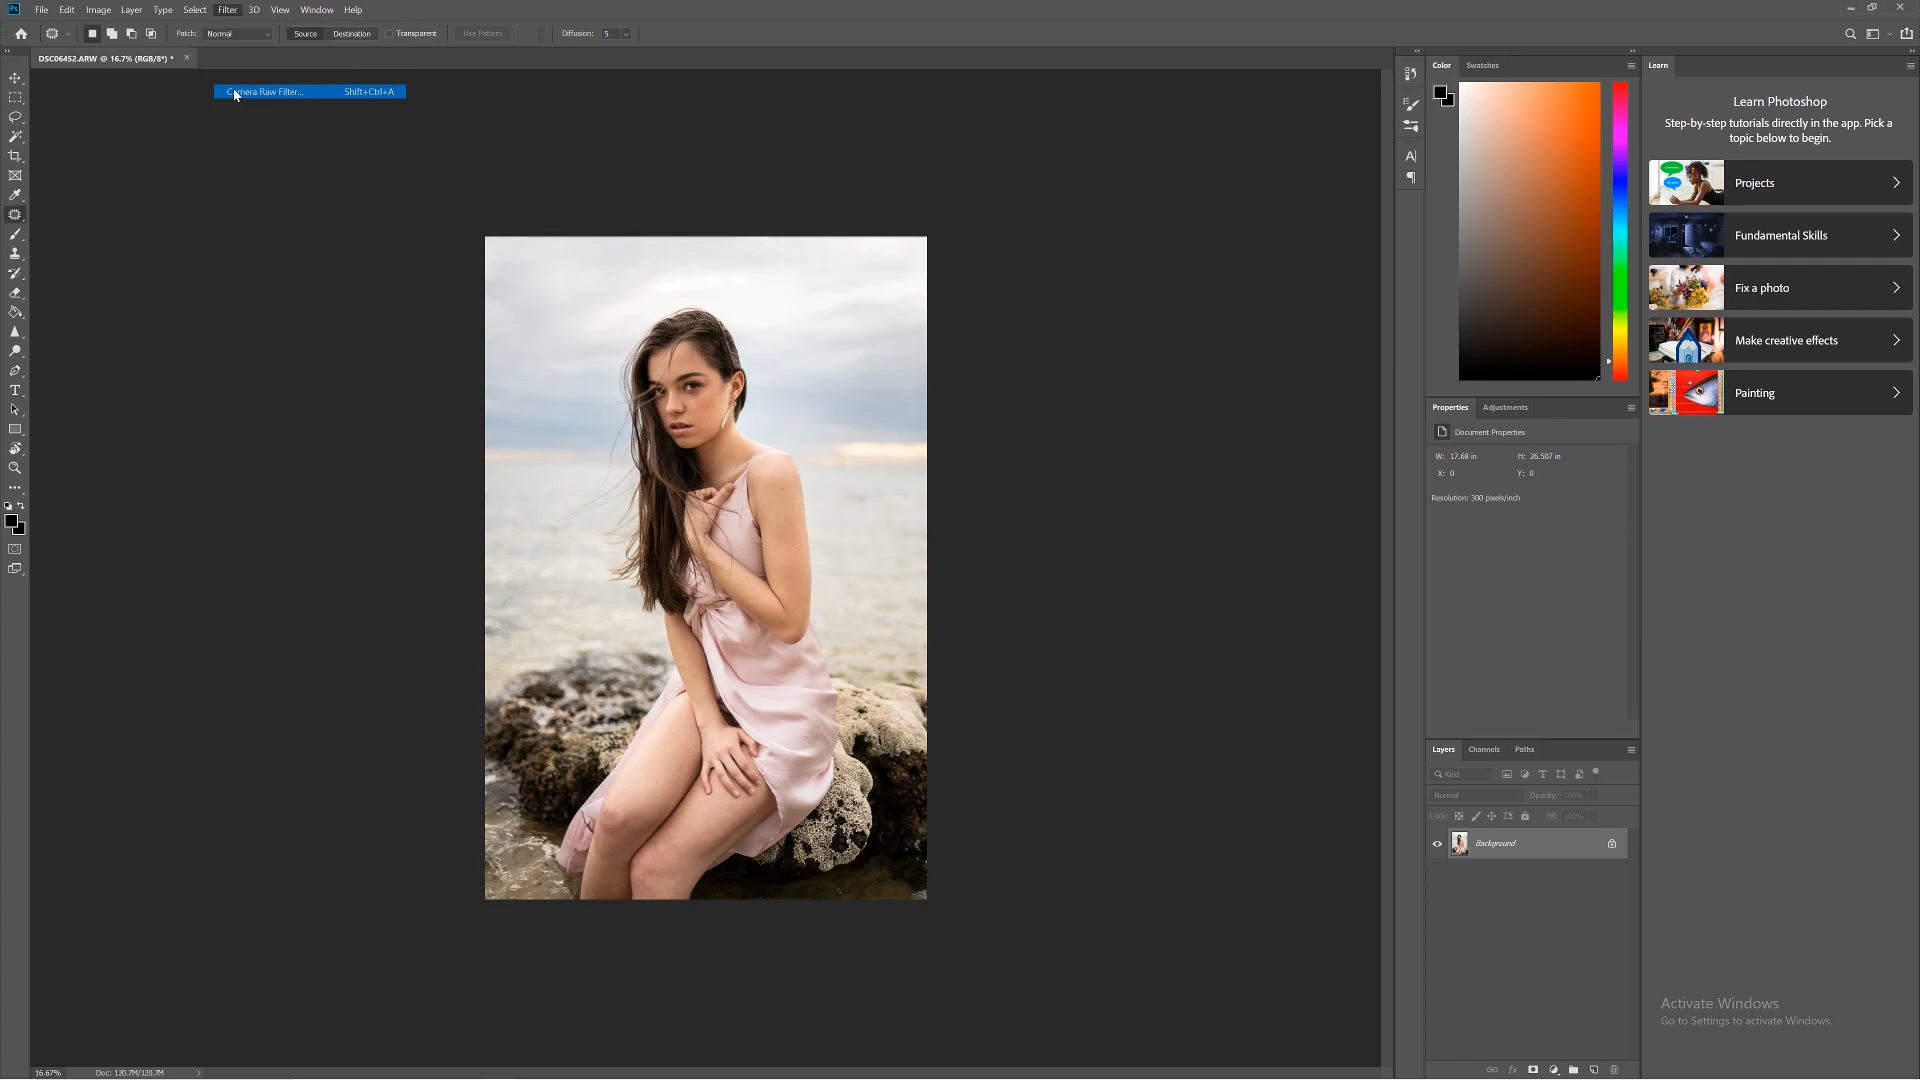 Ps File Edit Image Layer Type Select Filter 3D View Window Help
Patch: Normal Source Destination Transparent Use Pattern Diffusion: 5
DSC06452.ARW @ 16.7% (RGB/8*) *
Camera Raw Filter... Shift+Ctrl+A
Color Swatches
Learn
Learn Photoshop
Step-by-step tutorials directly in the app. Pick a
topic below to begin.
Projects
Fundamental Skills
Fix a photo
Make creative effects
Painting
Properties Adjustments
Document Properties
W: 17.68 in H: 26.507 in
X: 0 Y: 0
Resolution: 300 pixels/inch
Layers Channels Paths
Kind
Normal Opacity: 100%
Lock: Fill: 100%
Background
Activate Windows
Go to Settings to activate Windows.
16.67% Doc: 120.7M/120.7M